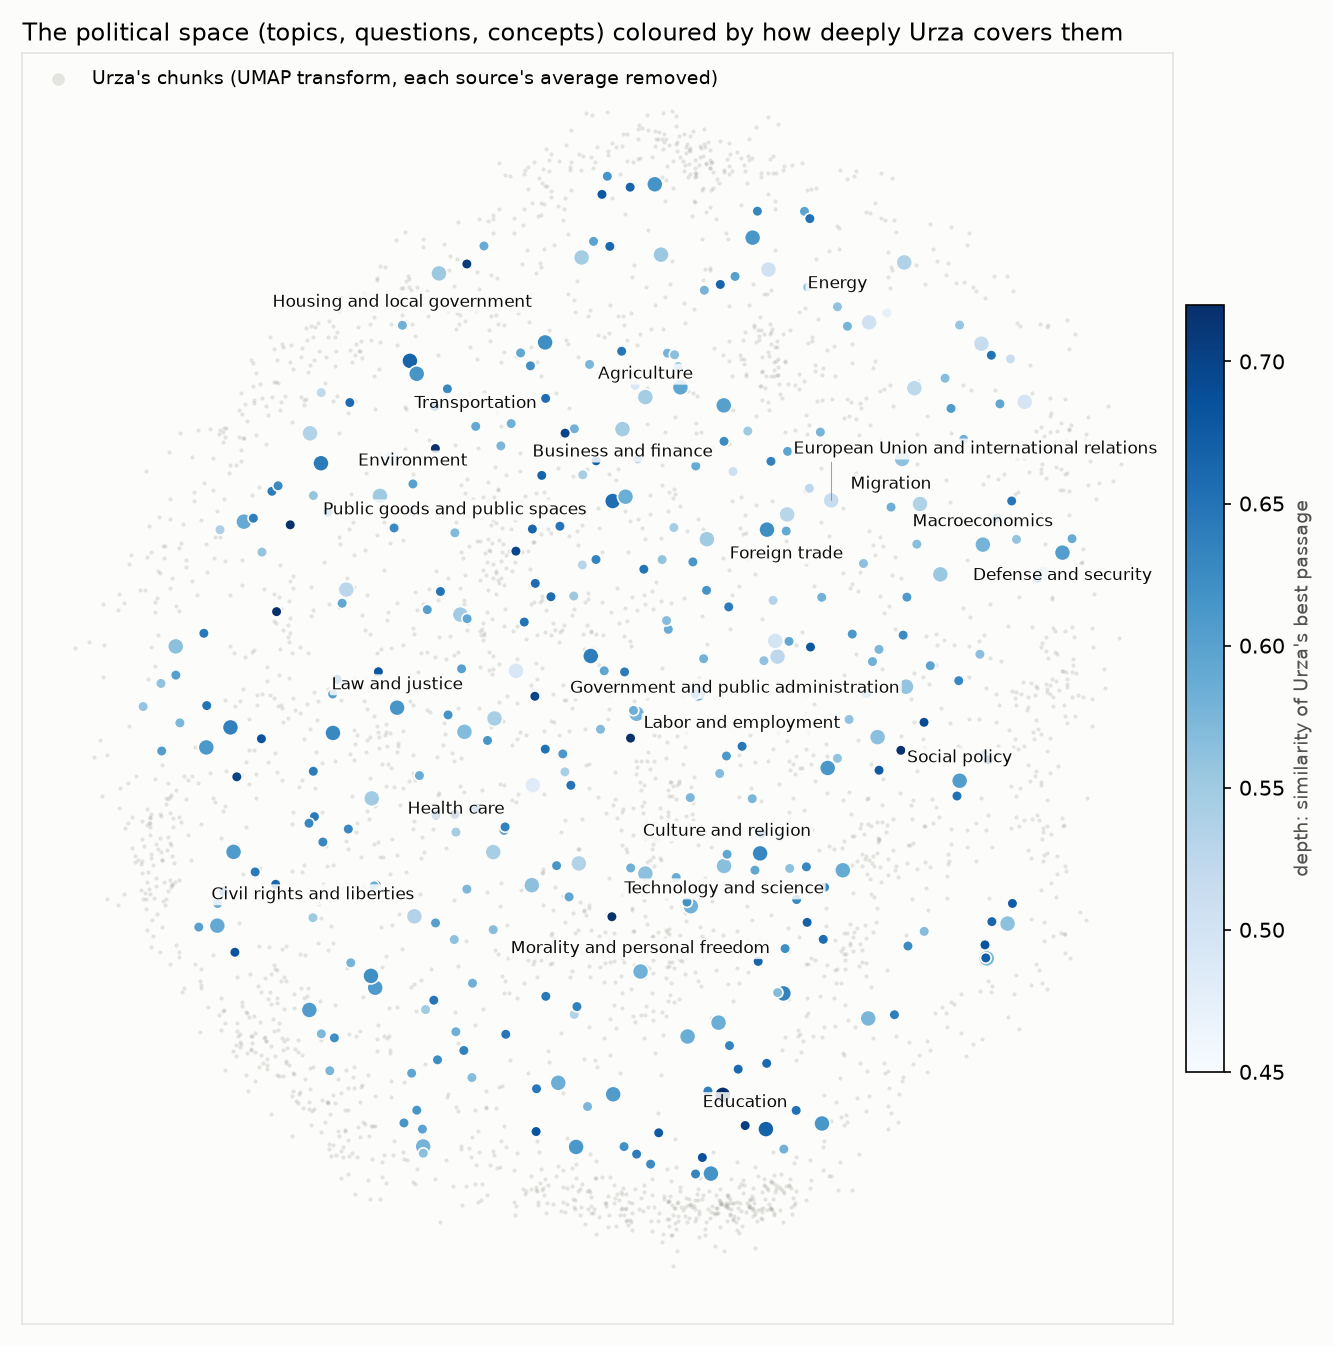 The political space (topics, questions, concepts) coloured by how deeply Urza covers them
Urza's chunks (UMAP transform, each source's average removed)
Energy
Housing and local government
Agriculture
Transportation
Business and finance
European Union and international relations
Environment
Migration
Public goods and public spaces
Macroeconomics
Foreign trade
Defense and security
Law and justice
Government and public administration
Labor and employment
Social policy
Health care
Culture and religion
Technology and science
Civil rights and liberties
Morality and personal freedom
Education
0.70
0.65
0.60
0.55
0.50
0.45
depth: similarity of Urza's best passage